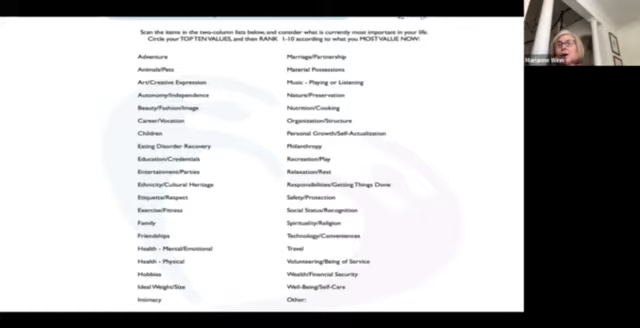 Scan the items in the two-column lists below, and consider what is currently most important in your life.
Circle your TOP TEN VALUES, and then RANK 1-10 according to what you MOST VALUE NOW!
Adventure
Animals/Pets
Art/Creative Expression
Autonomy/Independence
Beauty/Fashion/Image
Career/Vocation
Children
Eating Disorder Recovery
Education/Credentials
Entertainment/Parties
Ethnicity/Cultural Heritage
Etiquette/Respect
Exercise/Fitness
Family
Friendships
Health - Mental/Emotional
Health - Physical
Hobbies
Ideal Weight/Size
Intimacy
Marriage/Partnership
Material Possessions
Music - Playing or Listening
Nature/Preservation
Nutrition/Cooking
Organization/Structure
Personal Growth/Self-Actualization
Philanthropy
Recreation/Play
Relaxation/Rest
Responsibilities/Getting Things Done
Safety/Protection
Social Status/Recognition
Spirituality/Religion
Technology/Conveniences
Travel
Volunteering/Being of Service
Wealth/Financial Security
Well-Being/Self-Care
Other:
Marianne